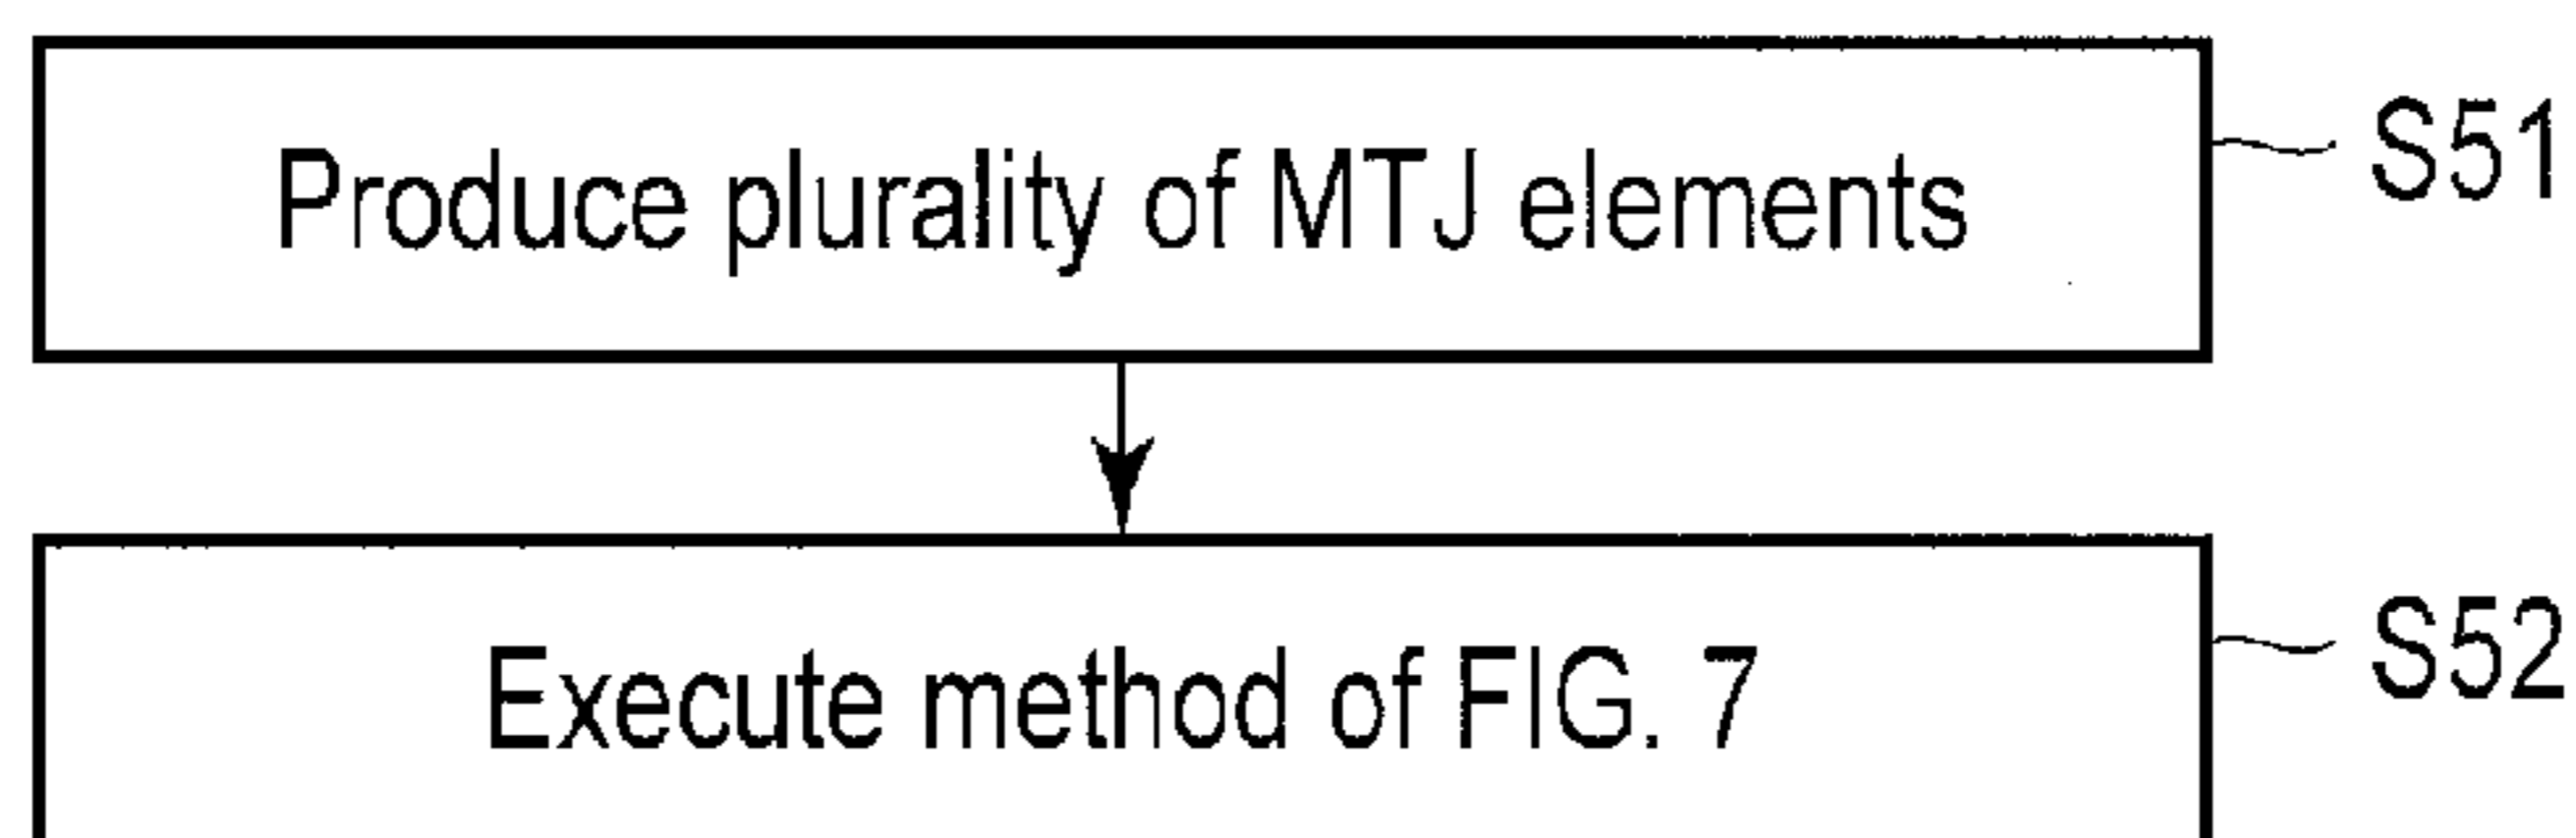 Produce plurality of MTJ elements
S51
Execute method of FIG. 7
S52